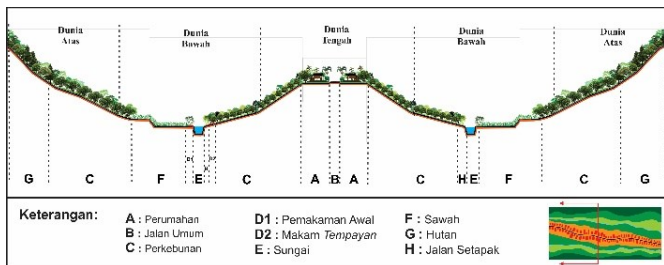 Dunia Atas
Dunia Bawah
Dunia Tengah
Dunia Bawah
Dunia Atas
G C F E C A B A C H E F C G
Keterangan:
A : Perumahan
B : Jalan Umum
C : Perkebunan
D1 : Pemakaman Awal
D2 : Makam Tempayan
E : Sungai
F : Sawah
G : Hutan
H : Jalan Setapak